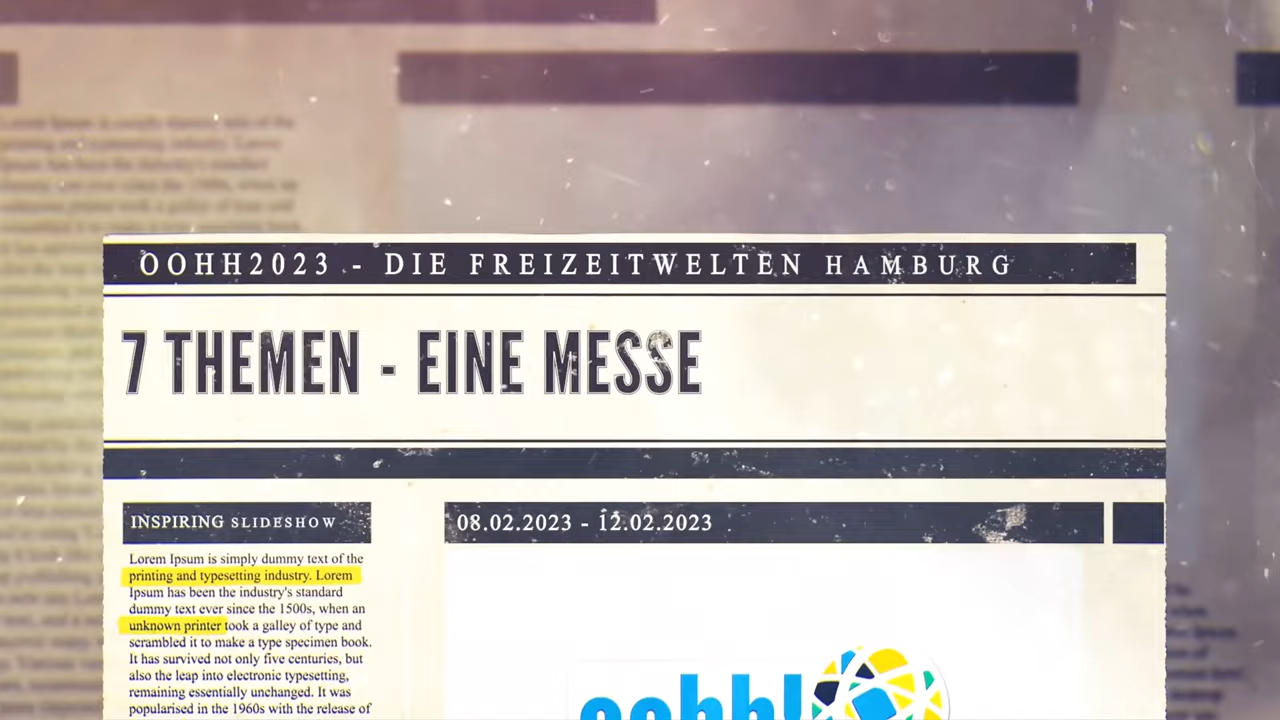 OOHH2023 - DIE FREIZEITWELTEN HAMBURG
7 THEMEN - EINE MESSE
INSPIRING SLIDESHOW
Lorem Ipsum is simply dummy text of the
printing and typesetting industry. Lorem
Ipsum has been the industry's standard
dummy text ever since the 1500s, when an
unknown printer took a galley of type and
scrambled it to make a type specimen book.
It has survived not only five centuries, but
also the leap into electronic typesetting,
remaining essentially unchanged. It was
popularised in the 1960s with the release of
08.02.2023 - 12.02.2023
oohh!